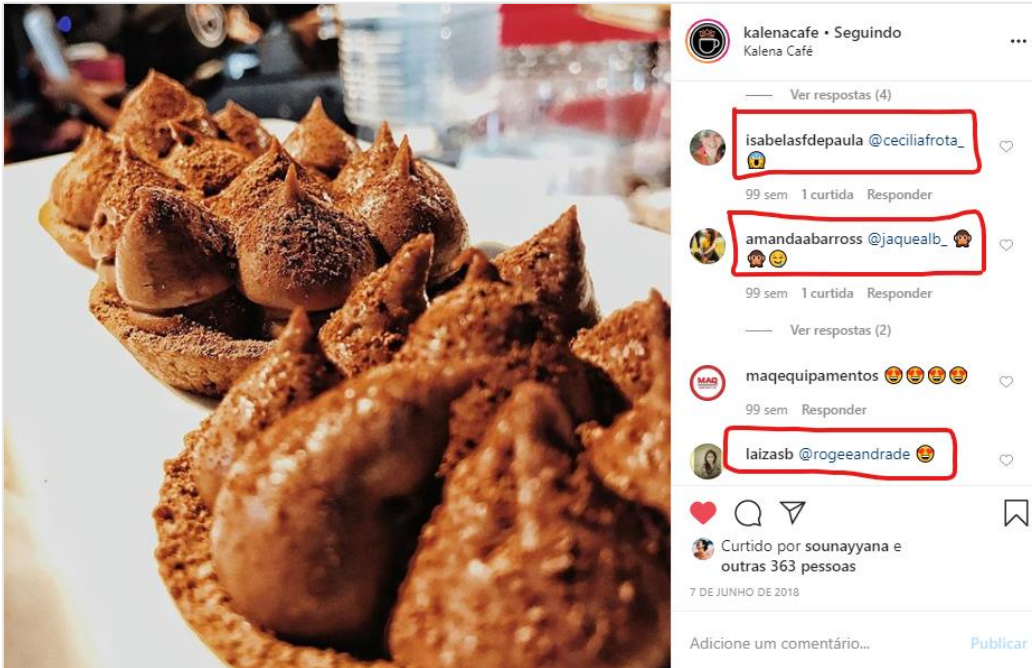 kalenacafe • Seguindo
Kalena Café
Ver respostas (4)
isabelasfdepaula @ceciliafrota_
😱
99 sem 1 curtida Responder
amandaabarross @jaquealb_ 🙊
🙊😊
99 sem 1 curtida Responder
Ver respostas (2)
MAQ
maqequipamentos 🤩🤩🤩🤩
99 sem Responder
laizasb @rogeeandrade 🤩
Curtido por sounayyana e
outras 363 pessoas
7 DE JUNHO DE 2018
Adicione um comentário... Publicar